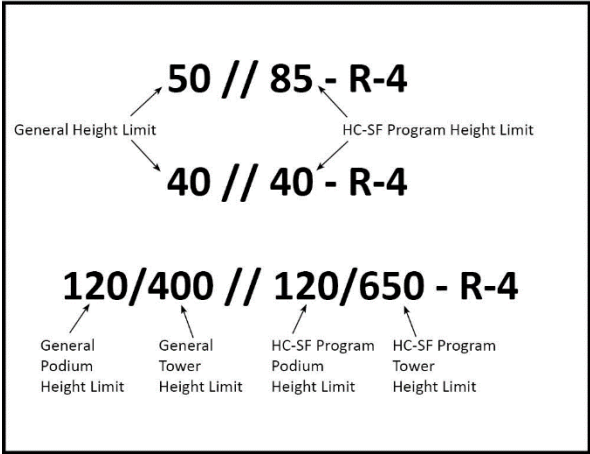 50 // 85 - R-4
General Height Limit
HC-SF Program Height Limit
40 // 40 - R-4
120/400 // 120/650 - R-4
General
Podium
Height Limit
General
Tower
Height Limit
HC-SF Program
Podium
Height Limit
HC-SF Program
Tower
Height Limit